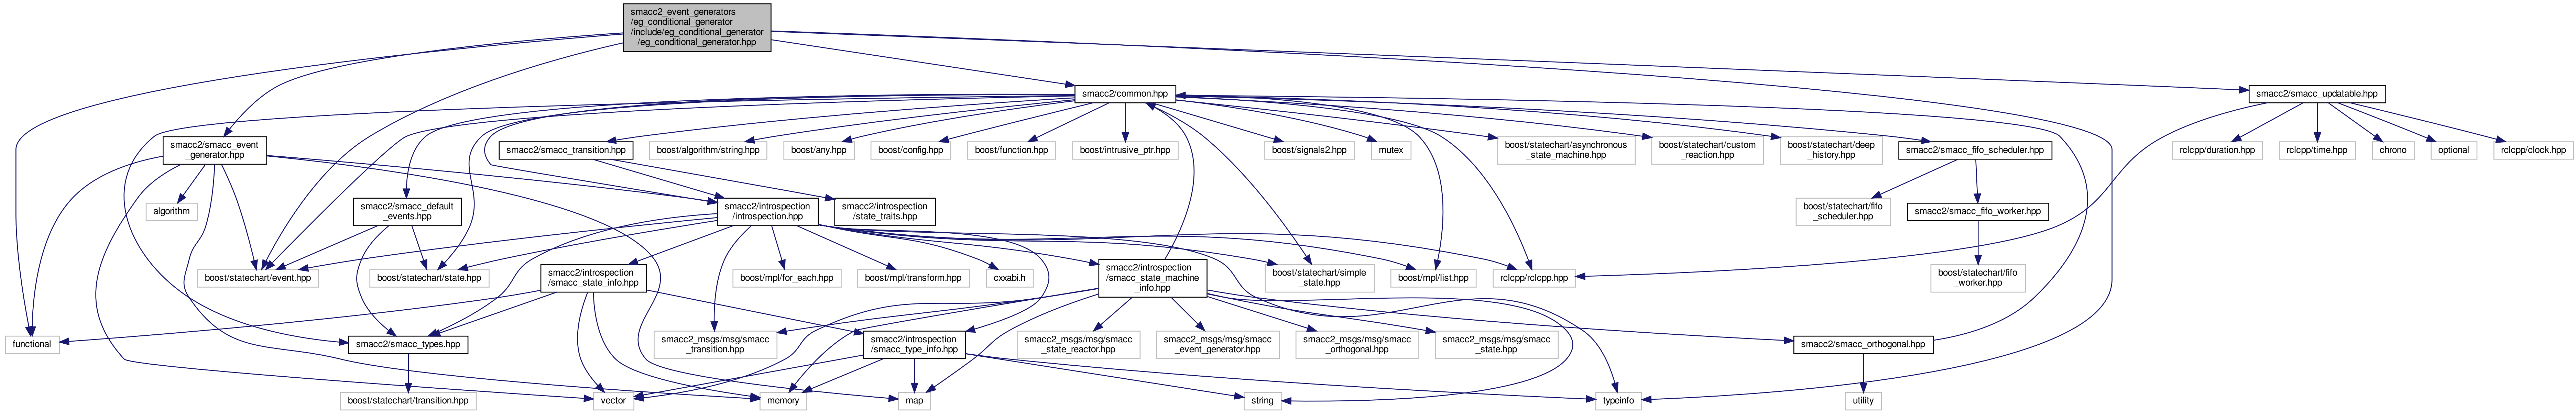 smacc2_event_generators
/eg_conditional_generator
/include/eg_conditional_generator
/eg_conditional_generator.hpp
smacc2/common.hpp
smacc2/smacc_updatable.hpp
smacc2/smacc_event
_generator.hpp
smacc2/smacc_transition.hpp
boost/algorithm/string.hpp
boost/any.hpp
boost/config.hpp
boost/function.hpp
boost/intrusive_ptr.hpp
boost/signals2.hpp
mutex
boost/statechart/asynchronous
_state_machine.hpp
boost/statechart/custom
_reaction.hpp
boost/statechart/deep
_history.hpp
smacc2/smacc_fifo_scheduler.hpp
rclcpp/duration.hpp
rclcpp/time.hpp
chrono
optional
rclcpp/clock.hpp
algorithm
smacc2/smacc_default
_events.hpp
smacc2/introspection
/introspection.hpp
smacc2/introspection
/state_traits.hpp
boost/statechart/fifo
_scheduler.hpp
smacc2/smacc_fifo_worker.hpp
boost/statechart/event.hpp
boost/statechart/state.hpp
smacc2/introspection
/smacc_state_info.hpp
boost/mpl/for_each.hpp
boost/mpl/transform.hpp
cxxabi.h
smacc2/introspection
/smacc_state_machine
_info.hpp
boost/statechart/simple
_state.hpp
boost/mpl/list.hpp
rclcpp/rclcpp.hpp
boost/statechart/fifo
_worker.hpp
functional
smacc2/smacc_types.hpp
smacc2_msgs/msg/smacc
_transition.hpp
smacc2/introspection
/smacc_type_info.hpp
smacc2_msgs/msg/smacc
_state_reactor.hpp
smacc2_msgs/msg/smacc
_event_generator.hpp
smacc2_msgs/msg/smacc
_orthogonal.hpp
smacc2_msgs/msg/smacc
_state.hpp
smacc2/smacc_orthogonal.hpp
boost/statechart/transition.hpp
vector
memory
map
string
typeinfo
utility